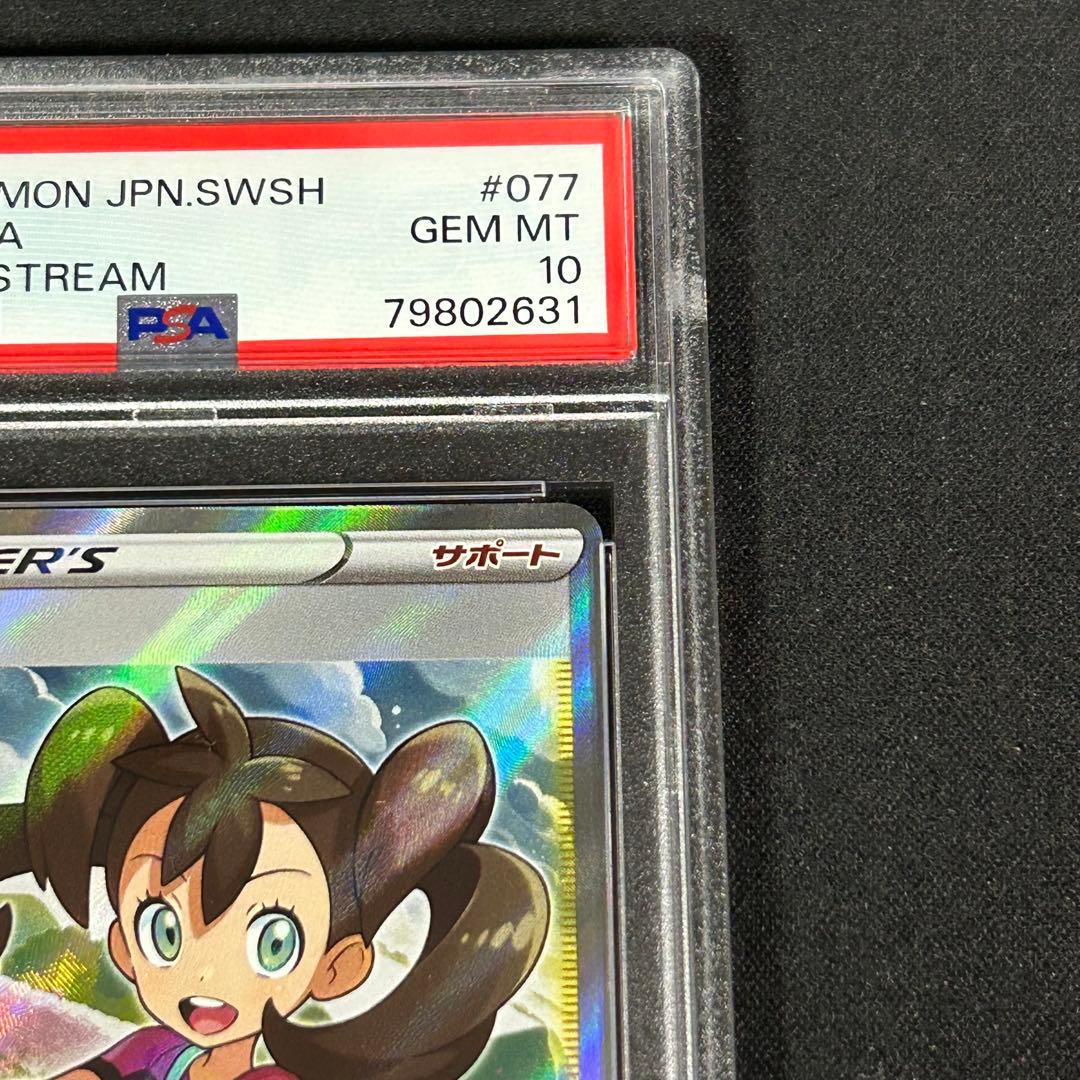 MON JPN.SWSH #077
A GEM MT
STREAM 10
PSA 79802631
ER'S サポート